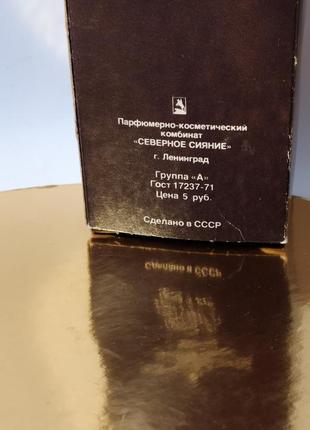 Парфюмерно-косметический
комбинат
«СЕВЕРНОЕ СИЯНИЕ»
г. Ленинград
Группа «А»
Гост 17237-71
Цена 5 руб.
Сделано в СССР